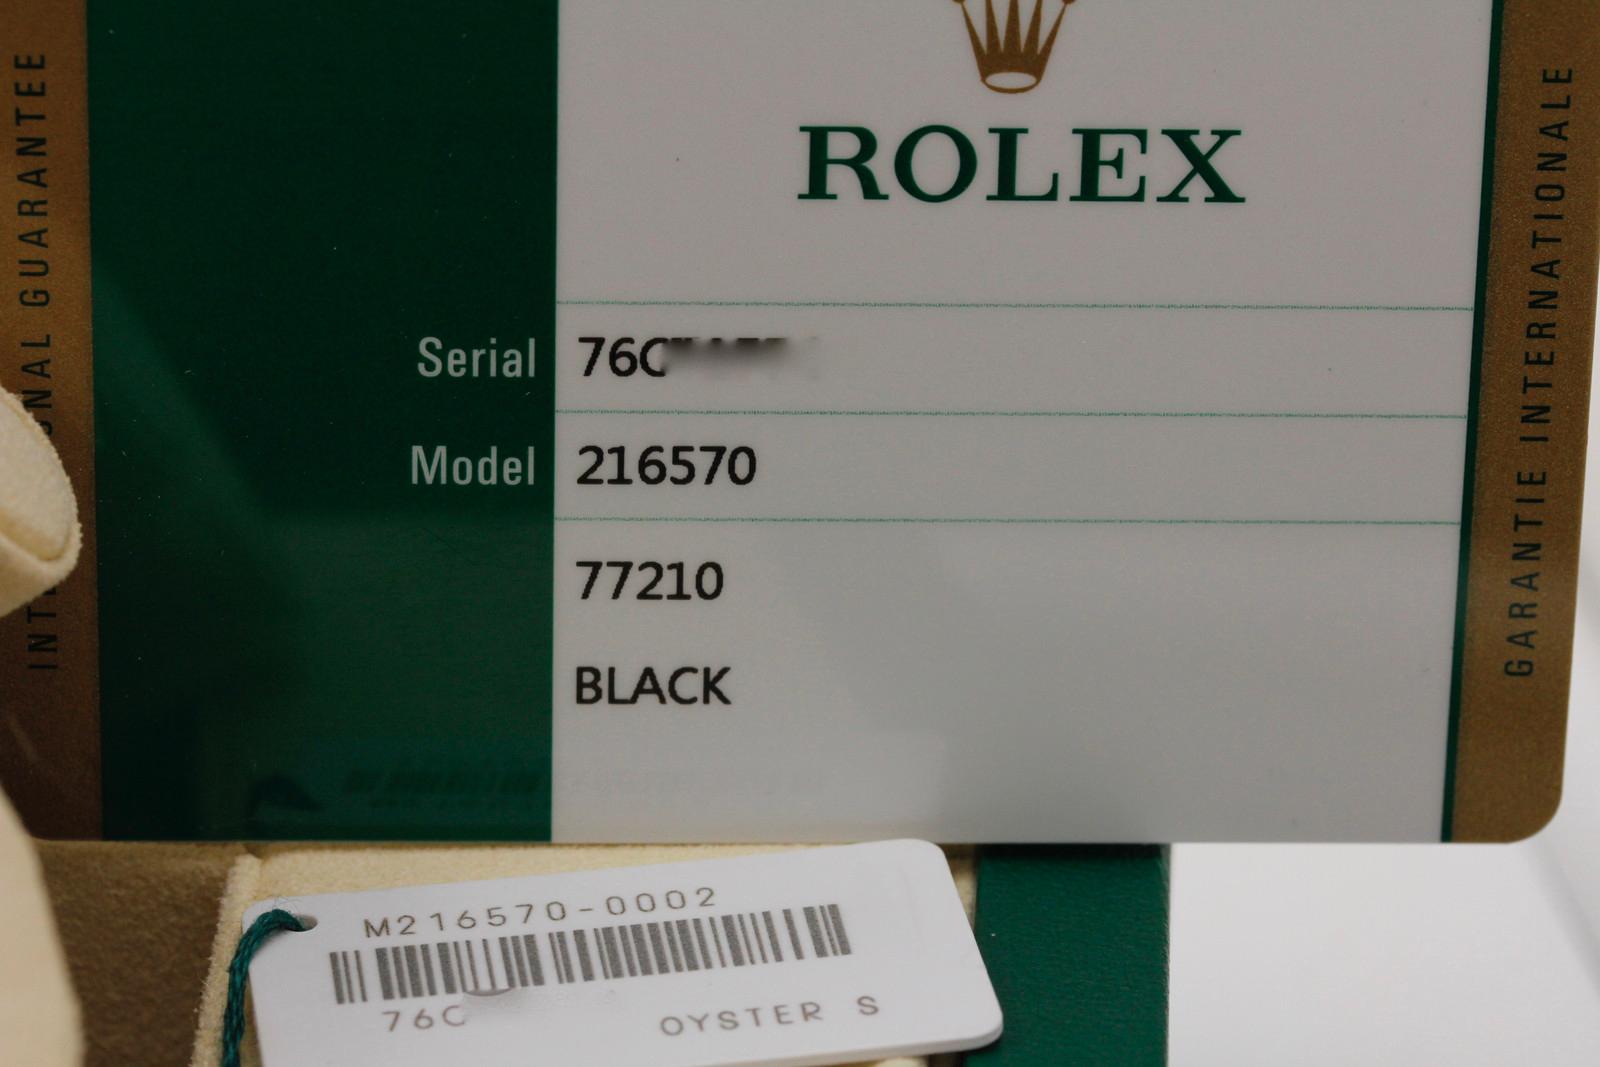 ROLEX
INTERNATIONAL GUARANTEE
GARANTIE INTERNATIONALE
Serial 76C
Model 216570
77210
BLACK
M216570-0002
76C
OYSTER S